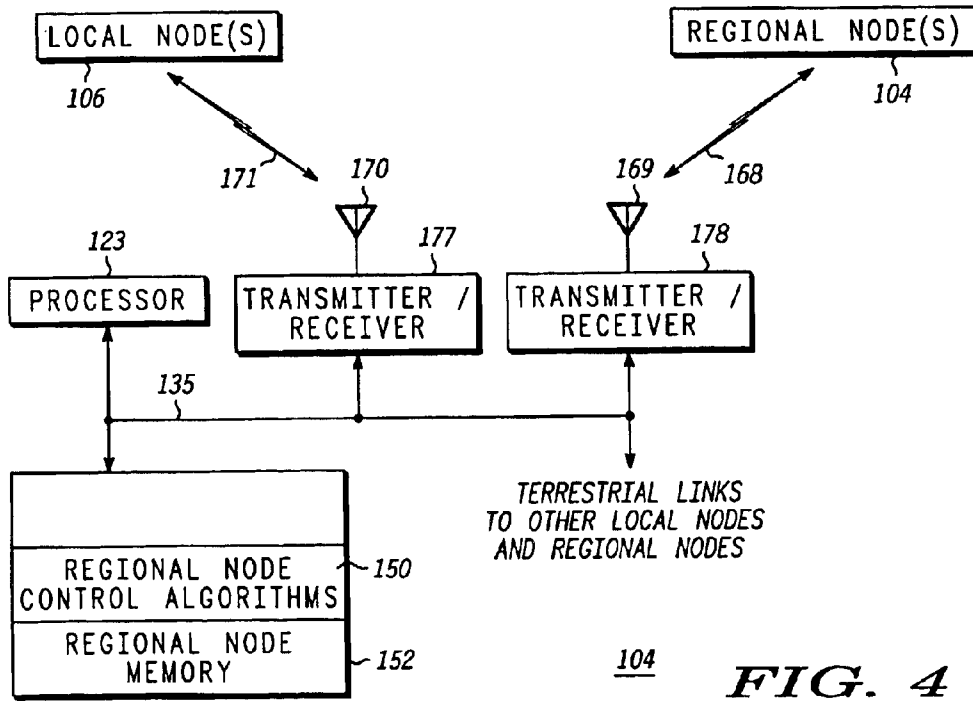 LOCAL NODE(S)
REGIONAL NODE(S)
106
104
171
170
169
168
123
177
178
PROCESSOR
TRANSMITTER /
RECEIVER
TRANSMITTER /
RECEIVER
135
TERRESTRIAL LINKS
TO OTHER LOCAL NODES
AND REGIONAL NODES
REGIONAL NODE
CONTROL ALGORITHMS
150
REGIONAL NODE
MEMORY
152
104
FIG. 4